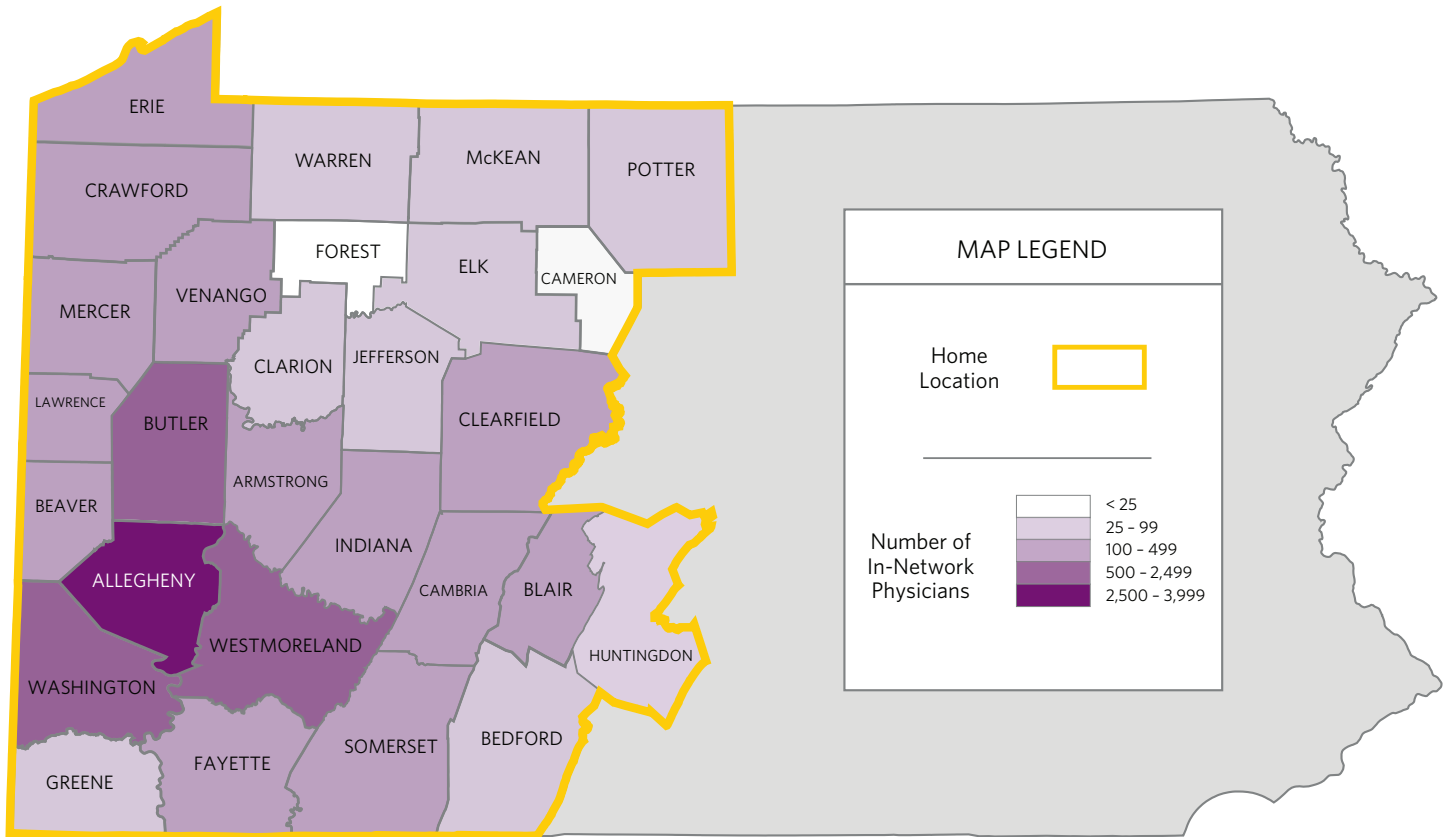 ERIE
WARREN
McKEAN
POTTER
CRAWFORD
FOREST
ELK
CAMERON
VENANGO
MERCER
CLARION
JEFFERSON
LAWRENCE
BUTLER
CLEARFIELD
ARMSTRONG
BEAVER
INDIANA
ALLEGHENY
CAMBRIA
BLAIR
WESTMORELAND
HUNTINGDON
WASHINGTON
SOMERSET
BEDFORD
FAYETTE
GREENE
MAP LEGEND
Home
Location
Number of
In-Network
Physicians
< 25
25 – 99
100 – 499
500 – 2,499
2,500 – 3,999